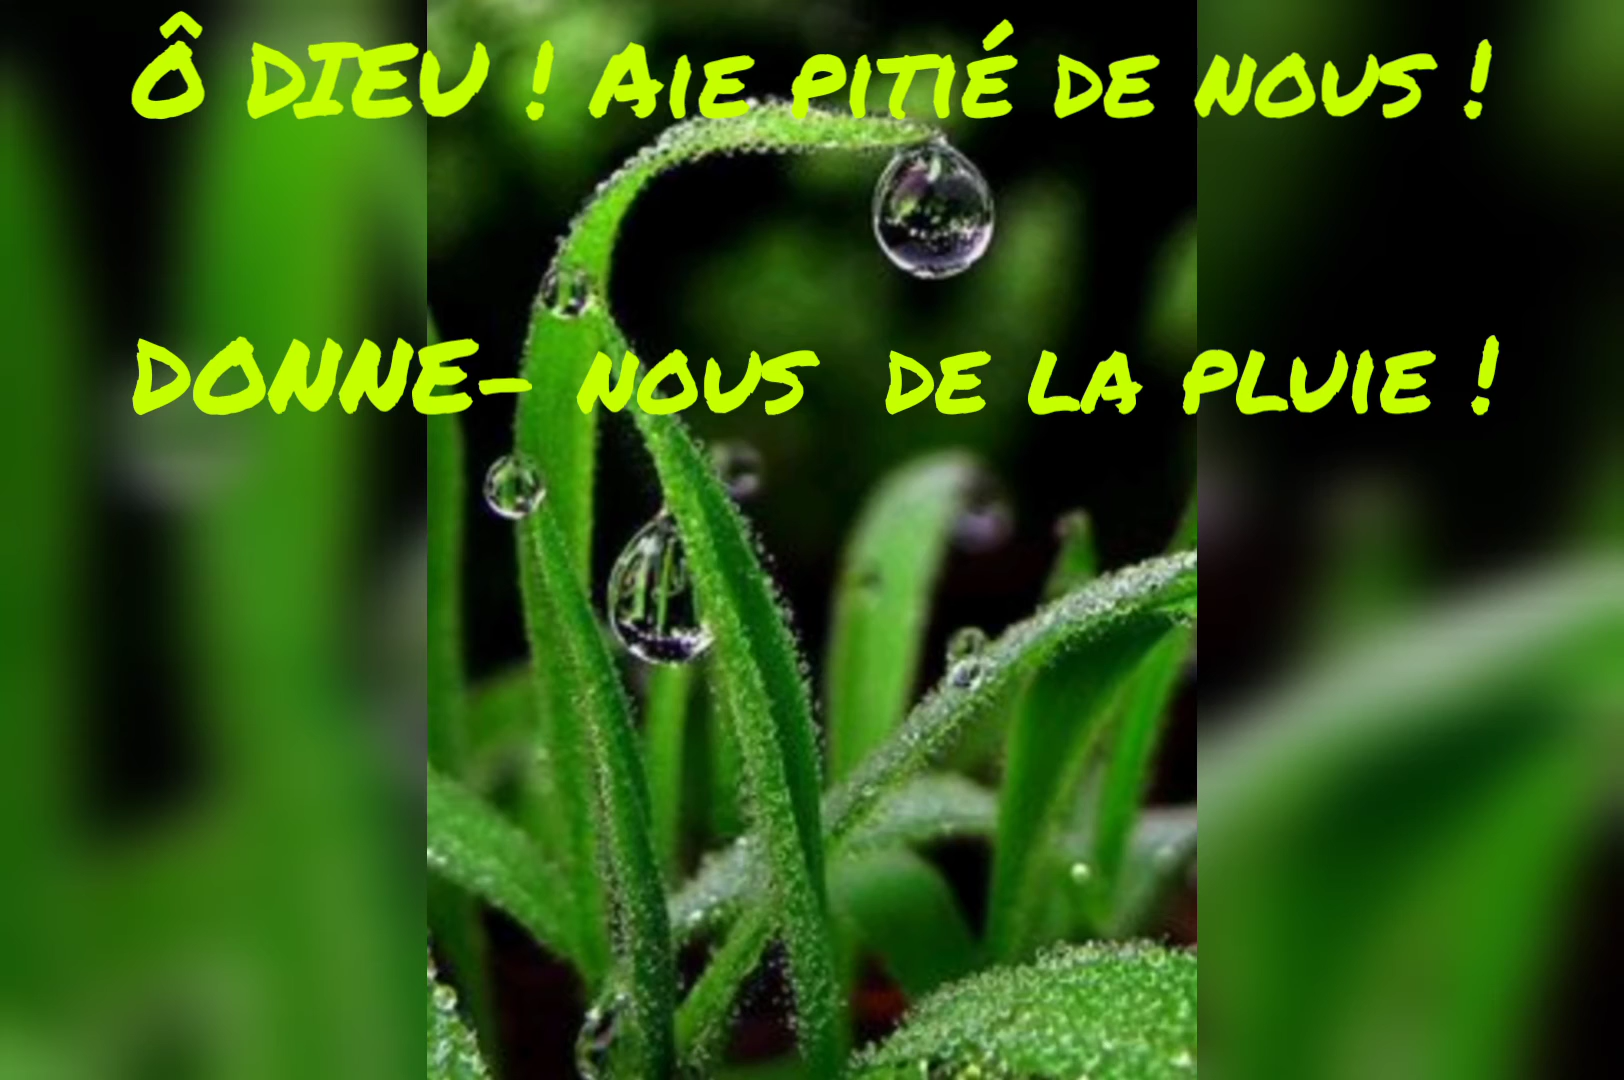 Ô DIEU ! AIE PITIÉ DE NOUS !
DONNE- NOUS DE LA PLUIE !